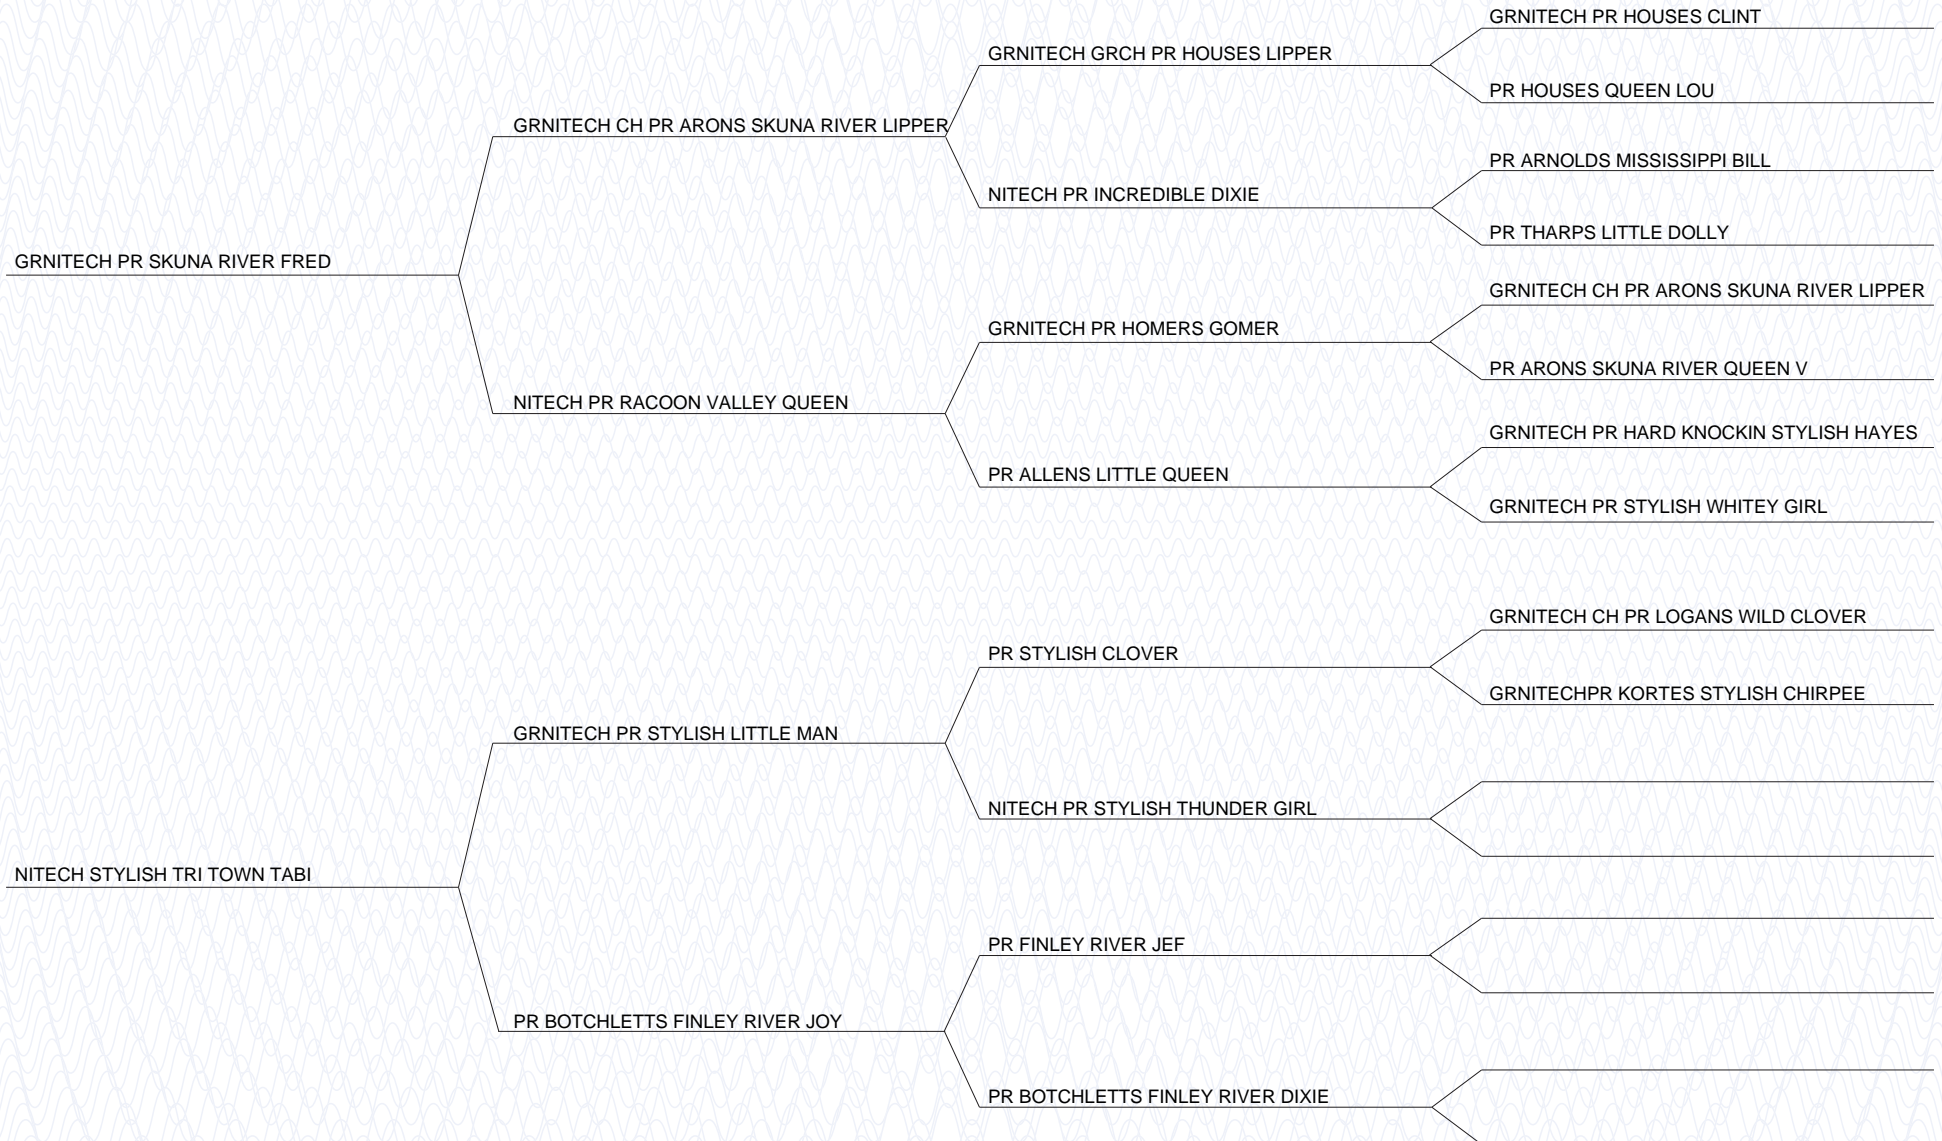 GRNITECH PR HOUSES CLINT
GRNITECH GRCH PR HOUSES LIPPER
PR HOUSES QUEEN LOU
GRNITECH CH PR ARONS SKUNA RIVER LIPPER
PR ARNOLDS MISSISSIPPI BILL
NITECH PR INCREDIBLE DIXIE
PR THARPS LITTLE DOLLY
GRNITECH PR SKUNA RIVER FRED
GRNITECH CH PR ARONS SKUNA RIVER LIPPER
GRNITECH PR HOMERS GOMER
PR ARONS SKUNA RIVER QUEEN V
NITECH PR RACOON VALLEY QUEEN
GRNITECH PR HARD KNOCKIN STYLISH HAYES
PR ALLENS LITTLE QUEEN
GRNITECH PR STYLISH WHITEY GIRL
GRNITECH CH PR LOGANS WILD CLOVER
PR STYLISH CLOVER
GRNITECHPR KORTES STYLISH CHIRPEE
GRNITECH PR STYLISH LITTLE MAN
NITECH PR STYLISH THUNDER GIRL
NITECH STYLISH TRI TOWN TABI
PR FINLEY RIVER JEF
PR BOTCHLETTS FINLEY RIVER JOY
PR BOTCHLETTS FINLEY RIVER DIXIE